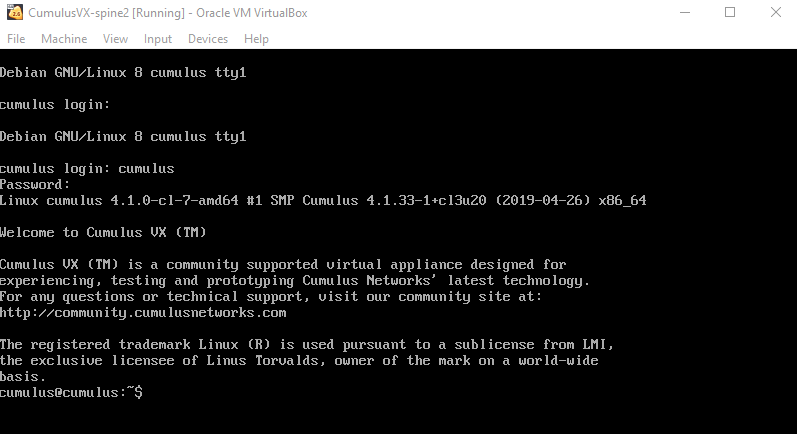 CumulusVX-spine2 [Running] - Oracle VM VirtualBox
File Machine View Input Devices Help
Debian GNU/Linux 8 cumulus tty1
cumulus login:
Debian GNU/Linux 8 cumulus tty1
cumulus login: cumulus
Password:
Linux cumulus 4.1.0-cl-7-amd64 #1 SMP Cumulus 4.1.33-1+cl3u20 (2019-04-26) x86_64
Welcome to Cumulus VX (TM)
Cumulus VX (TM) is a community supported virtual appliance designed for
experiencing, testing and prototyping Cumulus Networks' latest technology.
For any questions or technical support, visit our community site at:
http://community.cumulusnetworks.com
The registered trademark Linux (R) is used pursuant to a sublicense from LMI,
the exclusive licensee of Linus Torvalds, owner of the mark on a world-wide
basis.
cumulus@cumulus:~$